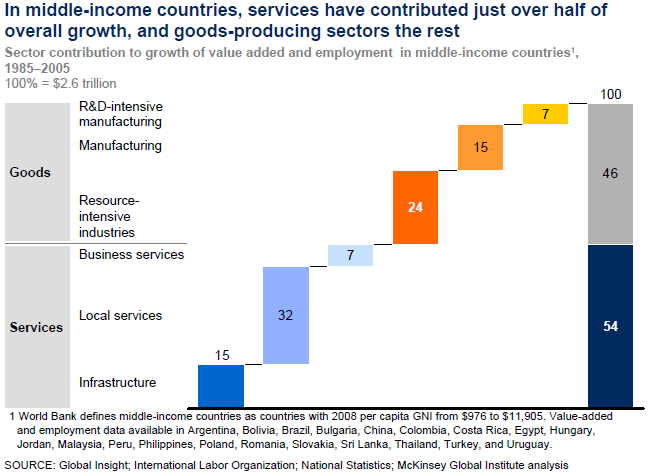 In middle-income countries, services have contributed just over half of
overall growth, and goods-producing sectors the rest
Sector contribution to growth of value added and employment in middle-income countries¹,
1985–2005
100% = $2.6 trillion
100
R&D-intensive
manufacturing
7
Manufacturing
15
Goods
46
Resource-
intensive
industries
24
Business services
7
Local services
32
Services
54
15
Infrastructure
1 World Bank defines middle-income countries as countries with 2008 per capita GNI from $976 to $11,905. Value-added
and employment data available in Argentina, Bolivia, Brazil, Bulgaria, China, Colombia, Costa Rica, Egypt, Hungary,
Jordan, Malaysia, Peru, Philippines, Poland, Romania, Slovakia, Sri Lanka, Thailand, Turkey, and Uruguay.
SOURCE: Global Insight; International Labor Organization; National Statistics; McKinsey Global Institute analysis